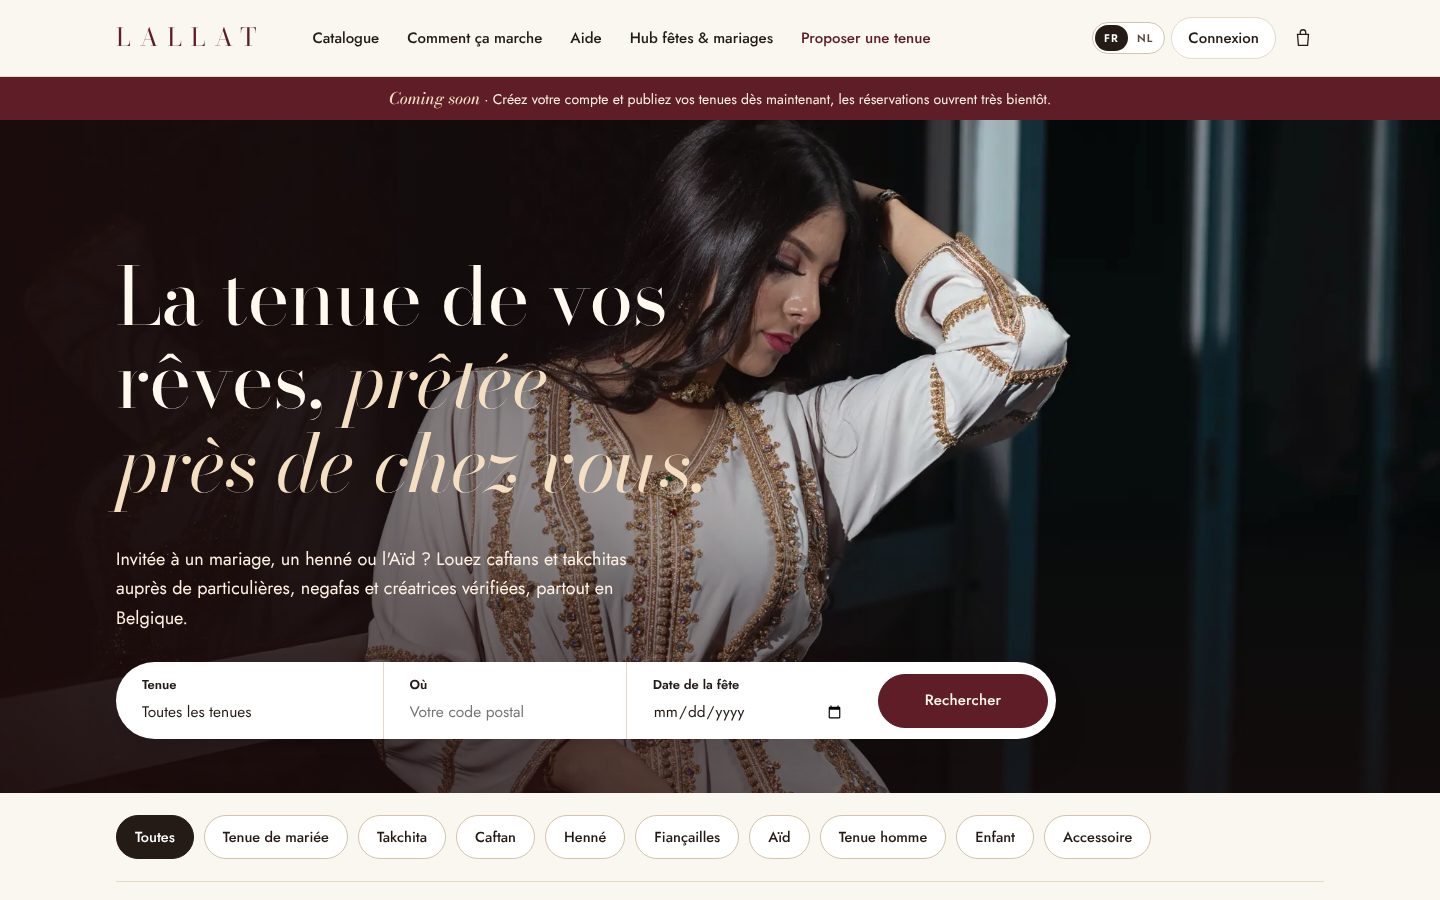 LALLAT
Catalogue
Comment ça marche
Aide
Hub fêtes & mariages
Proposer une tenue
FR
NL
Connexion
Coming soon · Créez votre compte et publiez vos tenues dès maintenant, les réservations ouvrent très bientôt.
La tenue de vos
rêves, prêtée
près de chez vous.
Invitée à un mariage, un henné ou l'Aïd ? Louez caftans et takchitas
auprès de particulières, negafas et créatrices vérifiées, partout en
Belgique.
Tenue
Toutes les tenues
Où
Votre code postal
Date de la fête
mm/dd/yyyy
Rechercher
Toutes
Tenue de mariée
Takchita
Caftan
Henné
Fiançailles
Aïd
Tenue homme
Enfant
Accessoire